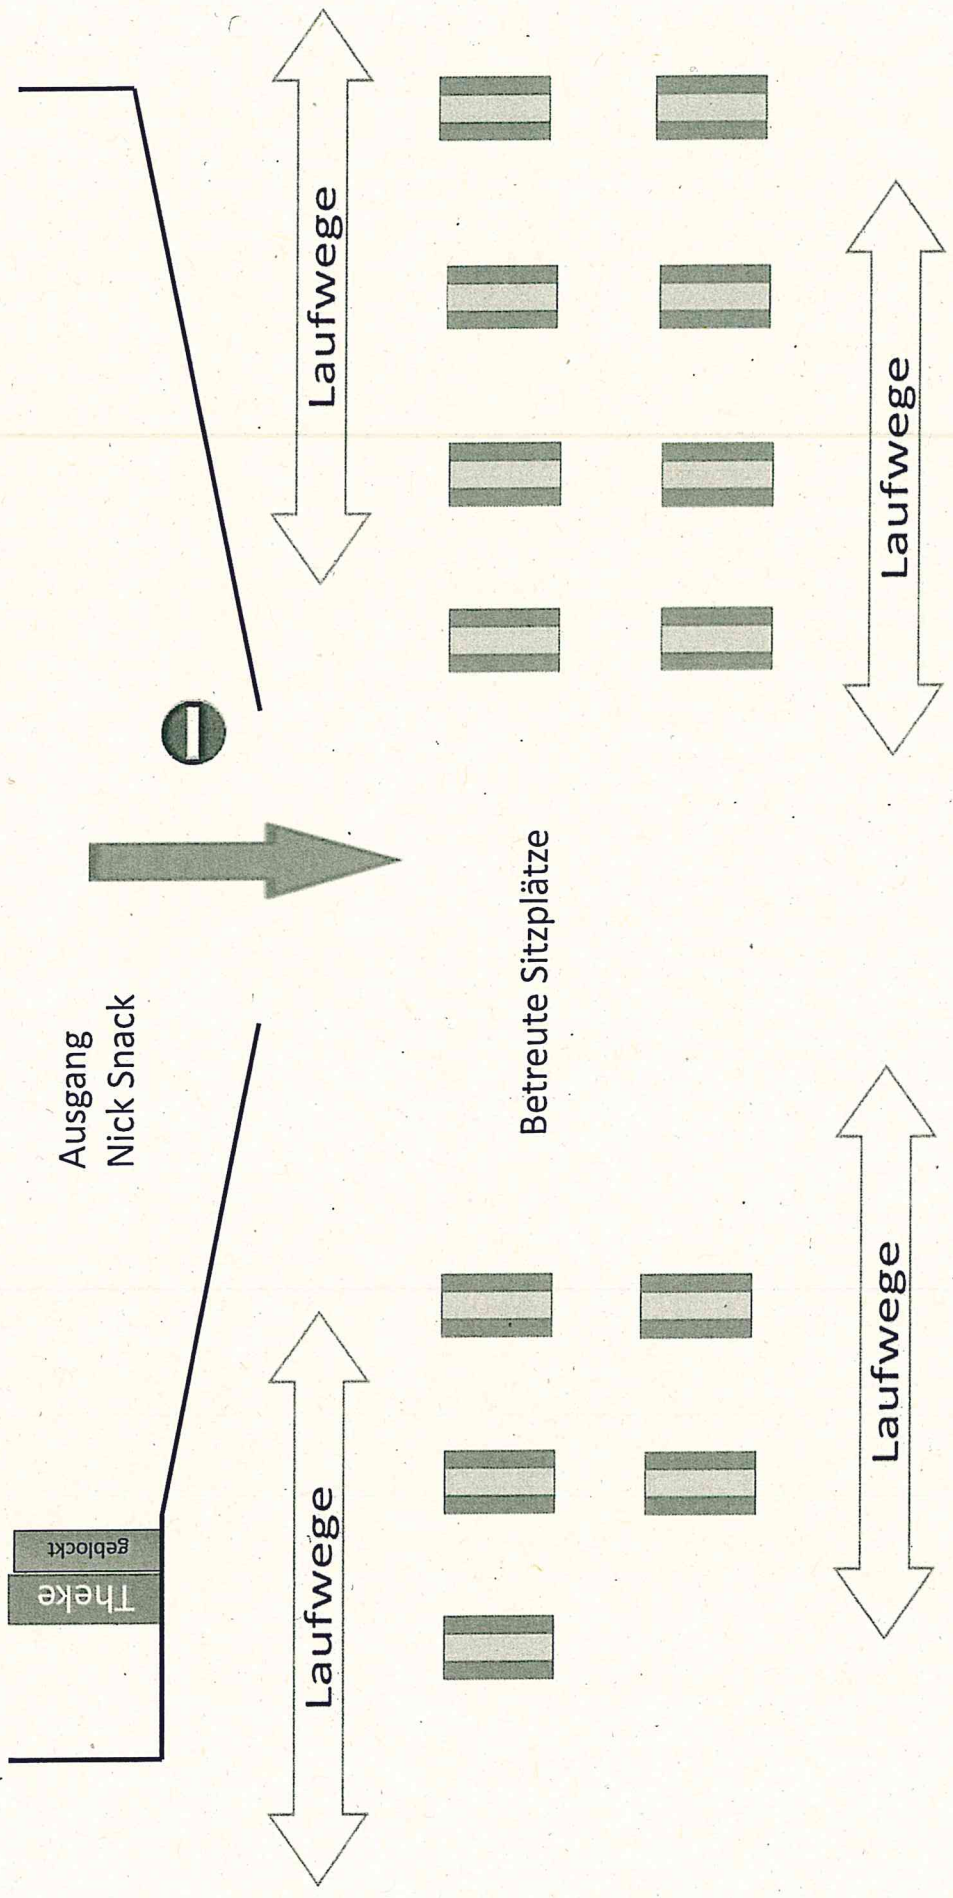 Theke
geblockt
Ausgang
Nick Snack
Laufwege
Laufwege
Betreute Sitzplätze
Laufwege
Laufwege